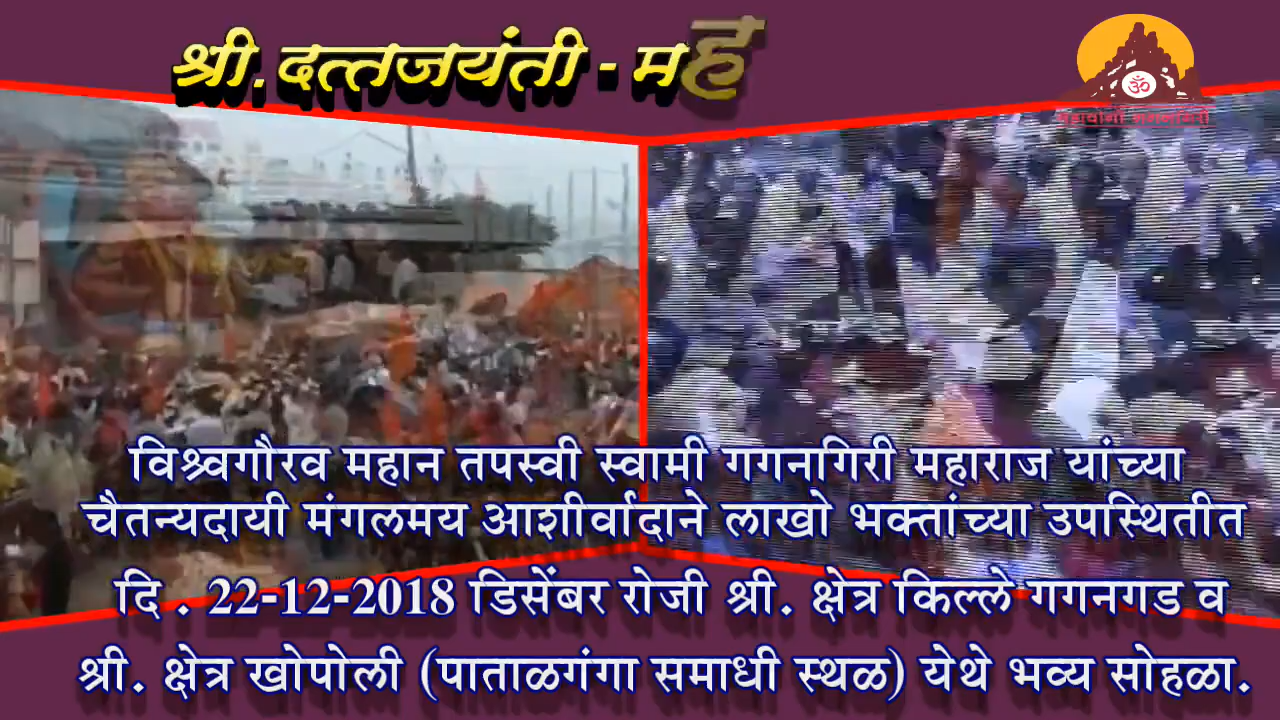 श्री. दत्तजयंती - मह
ॐ
विश्र्वगौरव महान तपस्वी स्वामी गगनगिरी महाराज यांच्या
चैतन्यदायी मंगलमय आशीर्वादाने लाखो भक्तांच्या उपस्थितीत
दि . 22-12-2018 डिसेंबर रोजी श्री. क्षेत्र किल्ले गगनगड व
श्री. क्षेत्र खोपोली (पाताळगंगा समाधी स्थळ) येथे भव्य सोहळा.